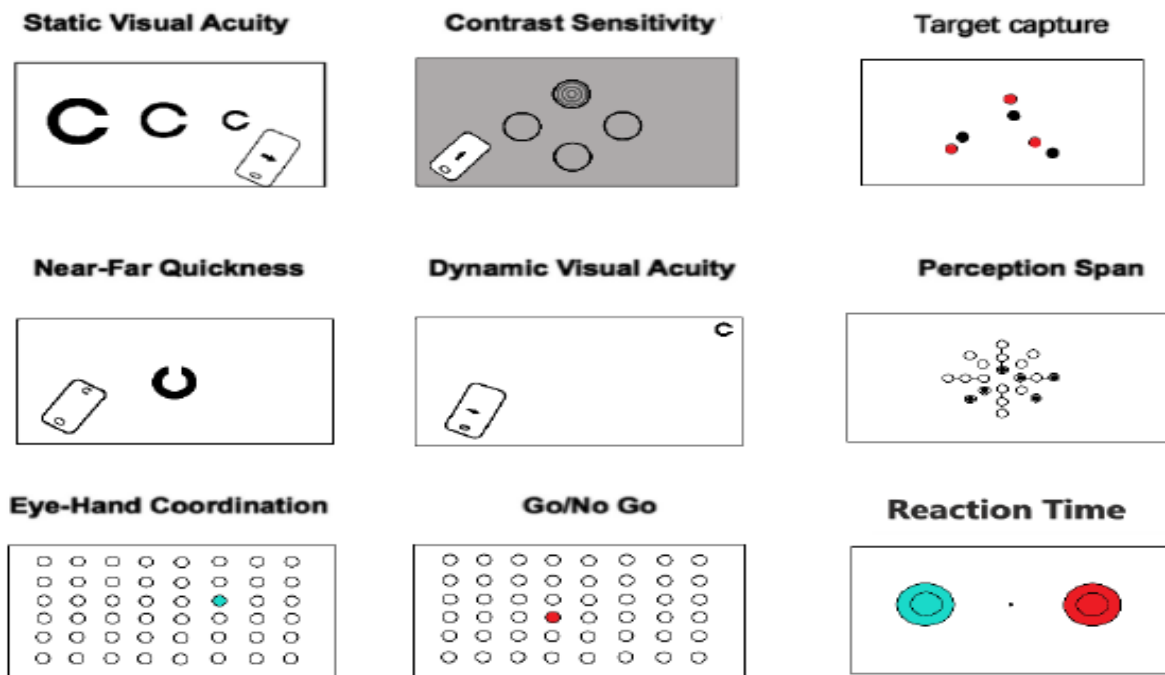 Static Visual Acuity
Contrast Sensitivity
Target capture
Near-Far Quickness
Dynamic Visual Acuity
Perception Span
Eye-Hand Coordination
Go/No Go
Reaction Time